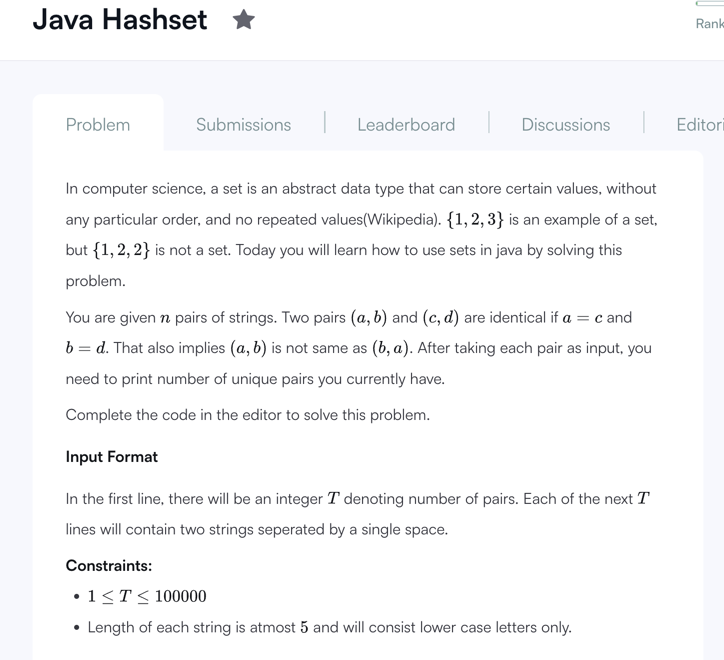 Java Hashset
Rank
Problem
Submissions
Leaderboard
Discussions
Editori
In computer science, a set is an abstract data type that can store certain values, without
any particular order, and no repeated values(Wikipedia). {1, 2, 3} is an example of a set,
but {1, 2, 2} is not a set. Today you will learn how to use sets in java by solving this
problem.
You are given n pairs of strings. Two pairs (a, b) and (c, d) are identical if a = c and
b = d. That also implies (a, b) is not same as (b, a). After taking each pair as input, you
need to print number of unique pairs you currently have.
Complete the code in the editor to solve this problem.
Input Format
In the first line, there will be an integer T denoting number of pairs. Each of the next T
lines will contain two strings seperated by a single space.
Constraints:
• 1 ≤ T ≤ 100000
• Length of each string is atmost 5 and will consist lower case letters only.